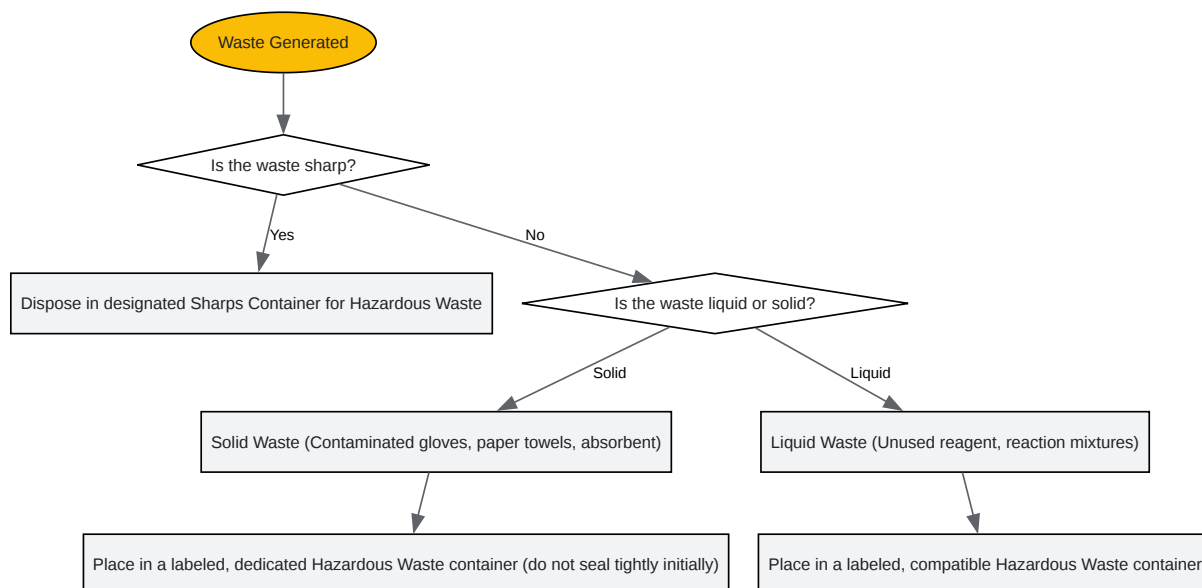 Waste Generated
Is the waste sharp?
Yes
No
Dispose in designated Sharps Container for Hazardous Waste
Is the waste liquid or solid?
Solid
Liquid
Solid Waste (Contaminated gloves, paper towels, absorbent)
Liquid Waste (Unused reagent, reaction mixtures)
Place in a labeled, dedicated Hazardous Waste container (do not seal tightly initially)
Place in a labeled, compatible Hazardous Waste container